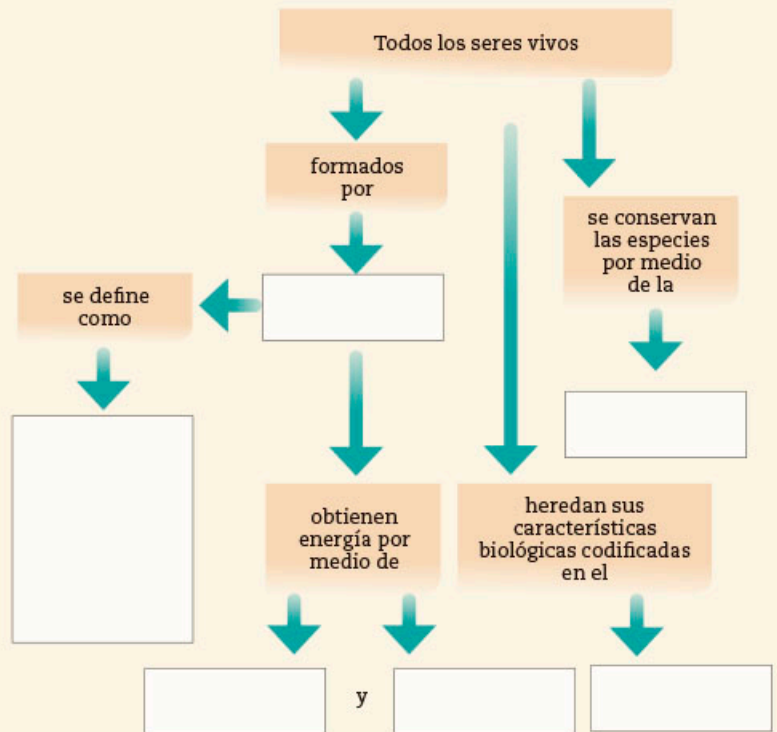 Todos los seres vivos
formados
por
se conservan
las especies
por medio
de la
se define
como
obtienen
energía por
medio de
heredan sus
características
biológicas codificadas
en el
y